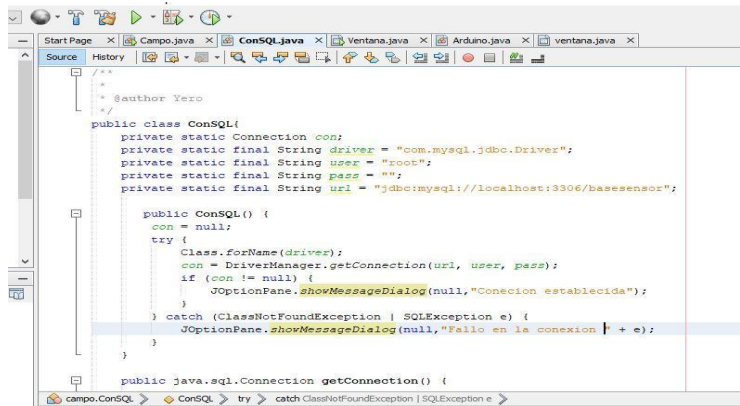 Start Page Campo.java ConSQL.java Ventana.java Arduino.java ventana.java
Source History
/**
*
* @author Yero
*/
public class ConSQL{
private static Connection con;
private static final String driver = "com.mysql.jdbc.Driver";
private static final String user = "root";
private static final String pass = "";
private static final String url = "jdbc:mysql://localhost:3306/basesensor";
public ConSQL() {
con = null;
try {
Class.forName(driver);
con = DriverManager.getConnection(url, user, pass);
if (con != null) {
JOptionPane.showMessageDialog(null,"Conecion establecida");
}
} catch (ClassNotFoundException | SQLException e) {
JOptionPane.showMessageDialog(null,"Fallo en la conexion " + e);
}
}
public java.sql.Connection getConnection() {
campo.ConSQL ConSQL try catch ClassNotFoundException | SQLException e